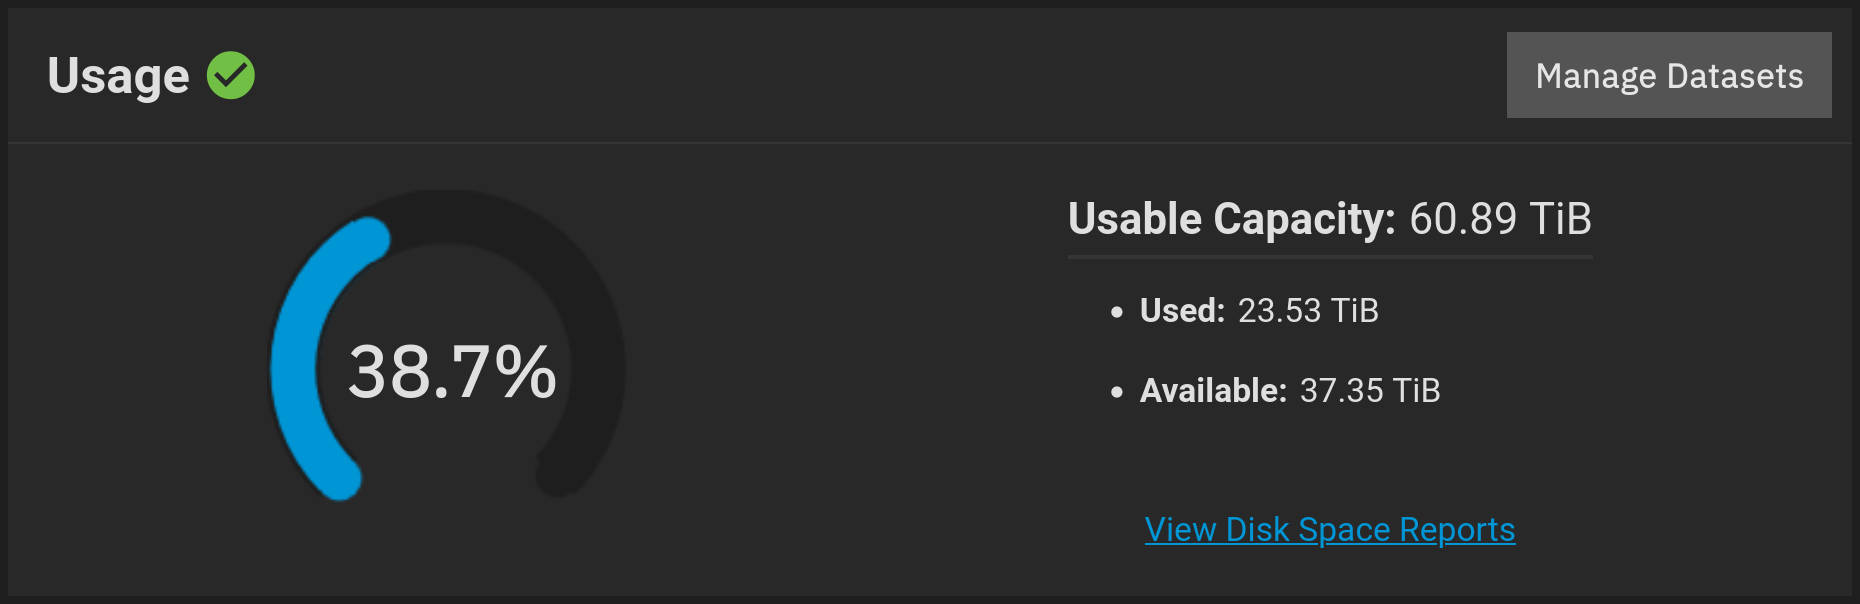 Usage
Manage Datasets
38.7%
Usable Capacity: 60.89 TiB
Used: 23.53 TiB
Available: 37.35 TiB
View Disk Space Reports